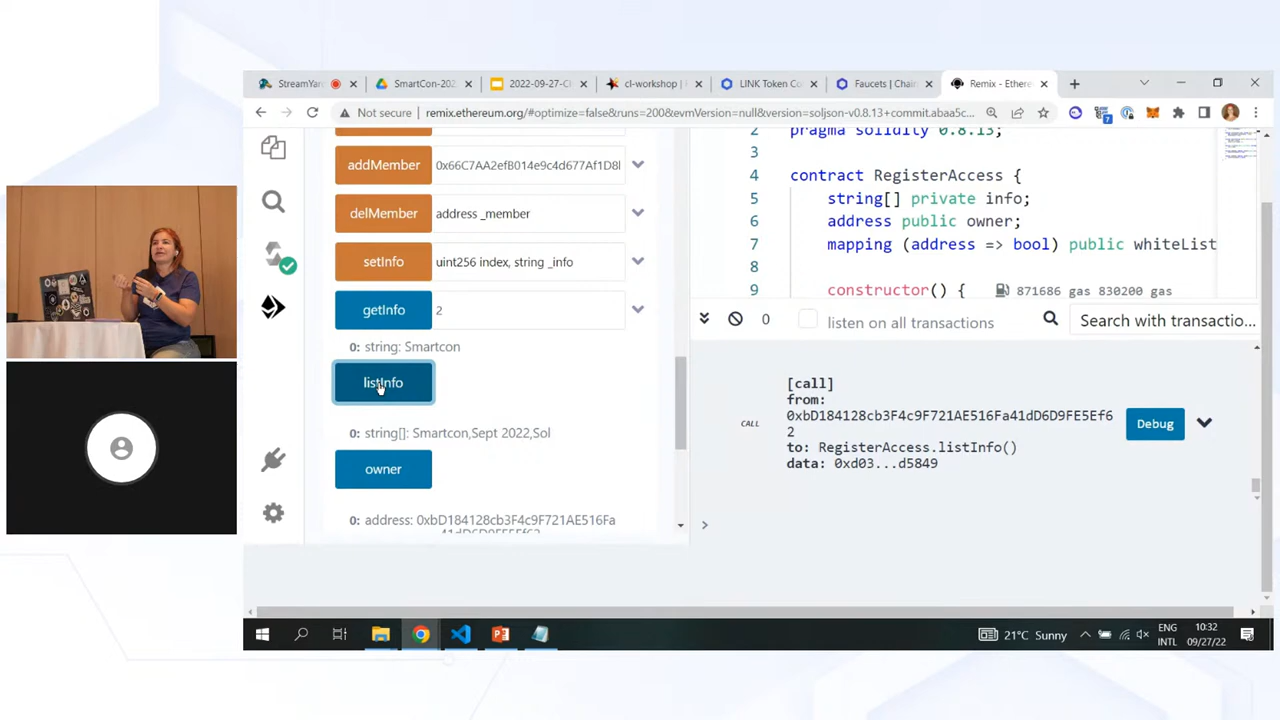 StreamYar
SmartCon-202
2022-09-27-C
cl-workshop |
LINK Token Co
Faucets | Chain
Remix - Ethere
Not secure
remix.ethereum.org/#optimize=false&runs=200&evmVersion=null&version=soljson-v0.8.13+commit.abaa5c...
7
addMember
0x66C7AA2efB014e9c4d677Af1D8l
delMember
address _member
setInfo
uint256 index, string _info
getInfo
2
0: string: Smartcon
listInfo
0: string[]: Smartcon,Sept 2022,Sol
owner
0: address: 0xbD184128cb3F4c9F721AE516Fa
41dD6D9FE5Ef62
2 pragma solidity 0.8.13;
3
4 contract RegisterAccess {
5 string[] private info;
6 address public owner;
7 mapping (address => bool) public whiteList
8
9 constructor() { 871686 gas 830200 gas
0
listen on all transactions
Search with transactio...
CALL
[call]
from:
0xbD184128cb3F4c9F721AE516Fa41dD6D9FE5Ef6
2
to: RegisterAccess.listInfo()
data: 0xd03...d5849
Debug
>
21°C Sunny
ENG
INTL
10:32
09/27/22